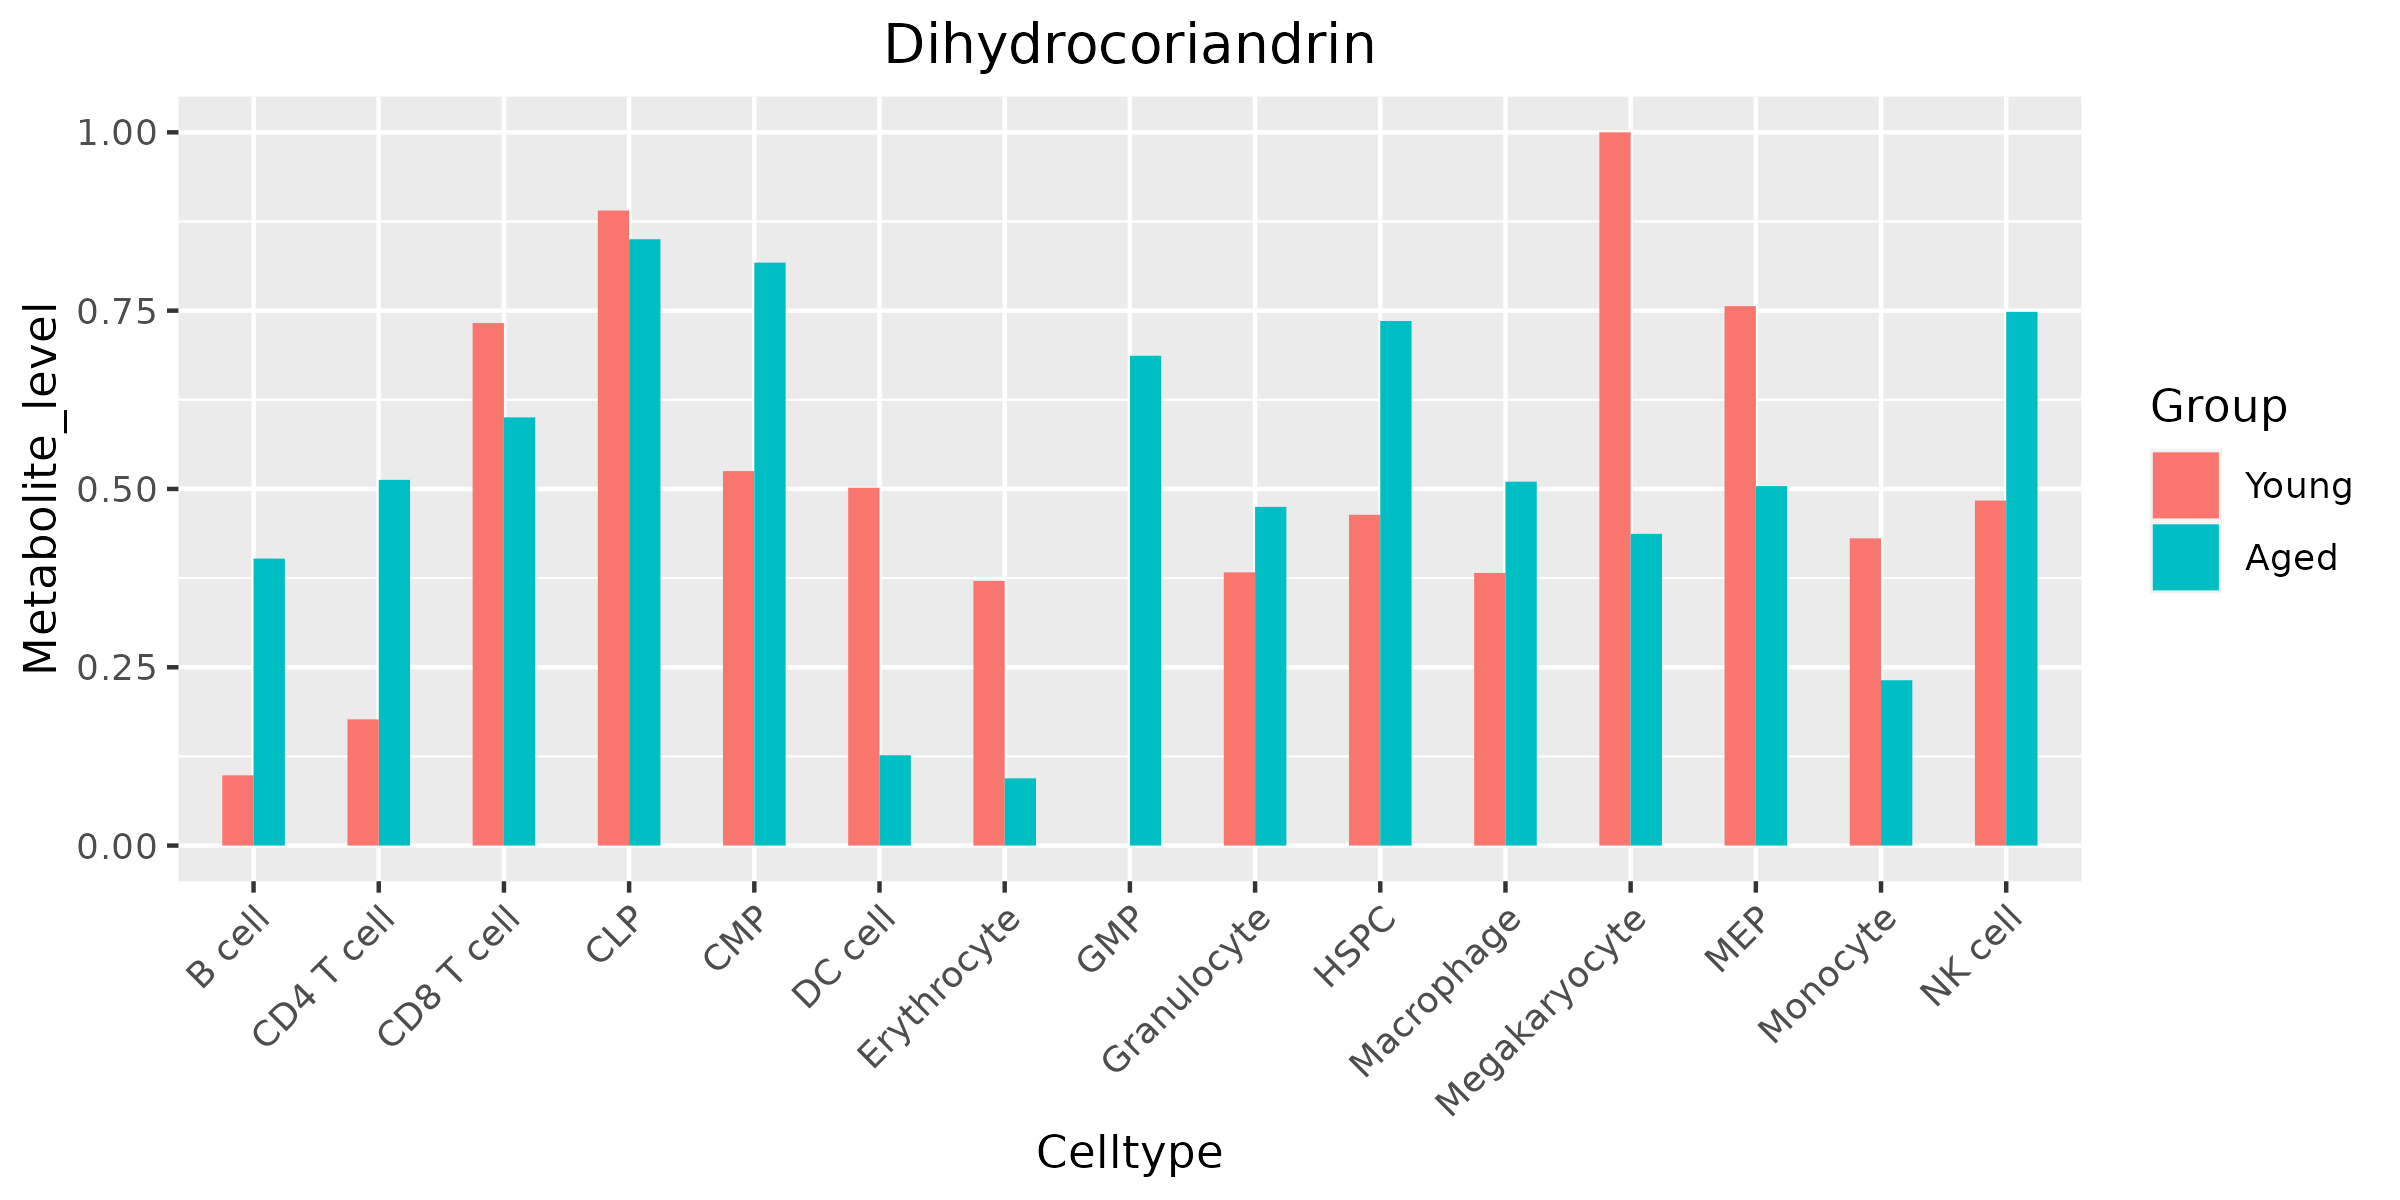 Dihydrocoriandrin
Metabolite_level
1.00
0.75
0.50
0.25
0.00
B cell
CD4 T cell
CD8 T cell
CLP
CMP
DC cell
Erythrocyte
GMP
Granulocyte
HSPC
Macrophage
Megakaryocyte
MEP
Monocyte
NK cell
Celltype
Group
Young
Aged